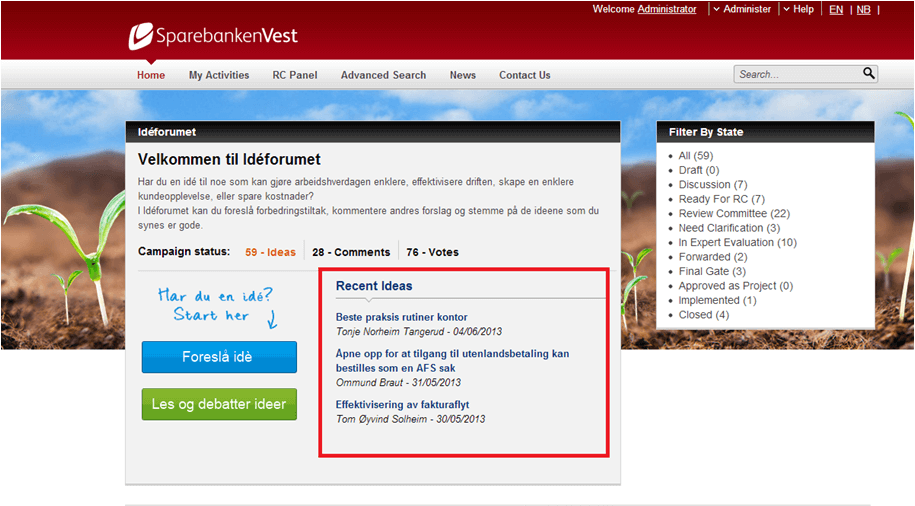 Welcome Administrator | Administer | Help | EN | NB |
SparebankenVest
Home My Activities RC Panel Advanced Search News Contact Us
Search...
Idéforumet
Velkommen til Idéforumet
Har du en idé til noe som kan gjøre arbeidshverdagen enklere, effektivisere driften, skape en enklere
kundeopplevelse, eller spare kostnader?
I Idéforumet kan du foreslå forbedringstiltak, kommentere andres forslag og stemme på de ideene som du
synes er gode.
Campaign status: 59 - Ideas 28 - Comments 76 - Votes
Har du en idé?
Start her
Foreslå idè
Les og debatter ideer
Recent Ideas
Beste praksis rutiner kontor
Tonje Norheim Tangerud - 04/06/2013
Åpne opp for at tilgang til utenlandsbetaling kan
bestilles som en AFS sak
Ommund Braut - 31/05/2013
Effektivisering av fakturaflyt
Tom Øyvind Solheim - 30/05/2013
Filter By State
All (59)
Draft (0)
Discussion (7)
Ready For RC (7)
Review Committee (22)
Need Clarification (3)
In Expert Evaluation (10)
Forwarded (2)
Final Gate (3)
Approved as Project (0)
Implemented (1)
Closed (4)